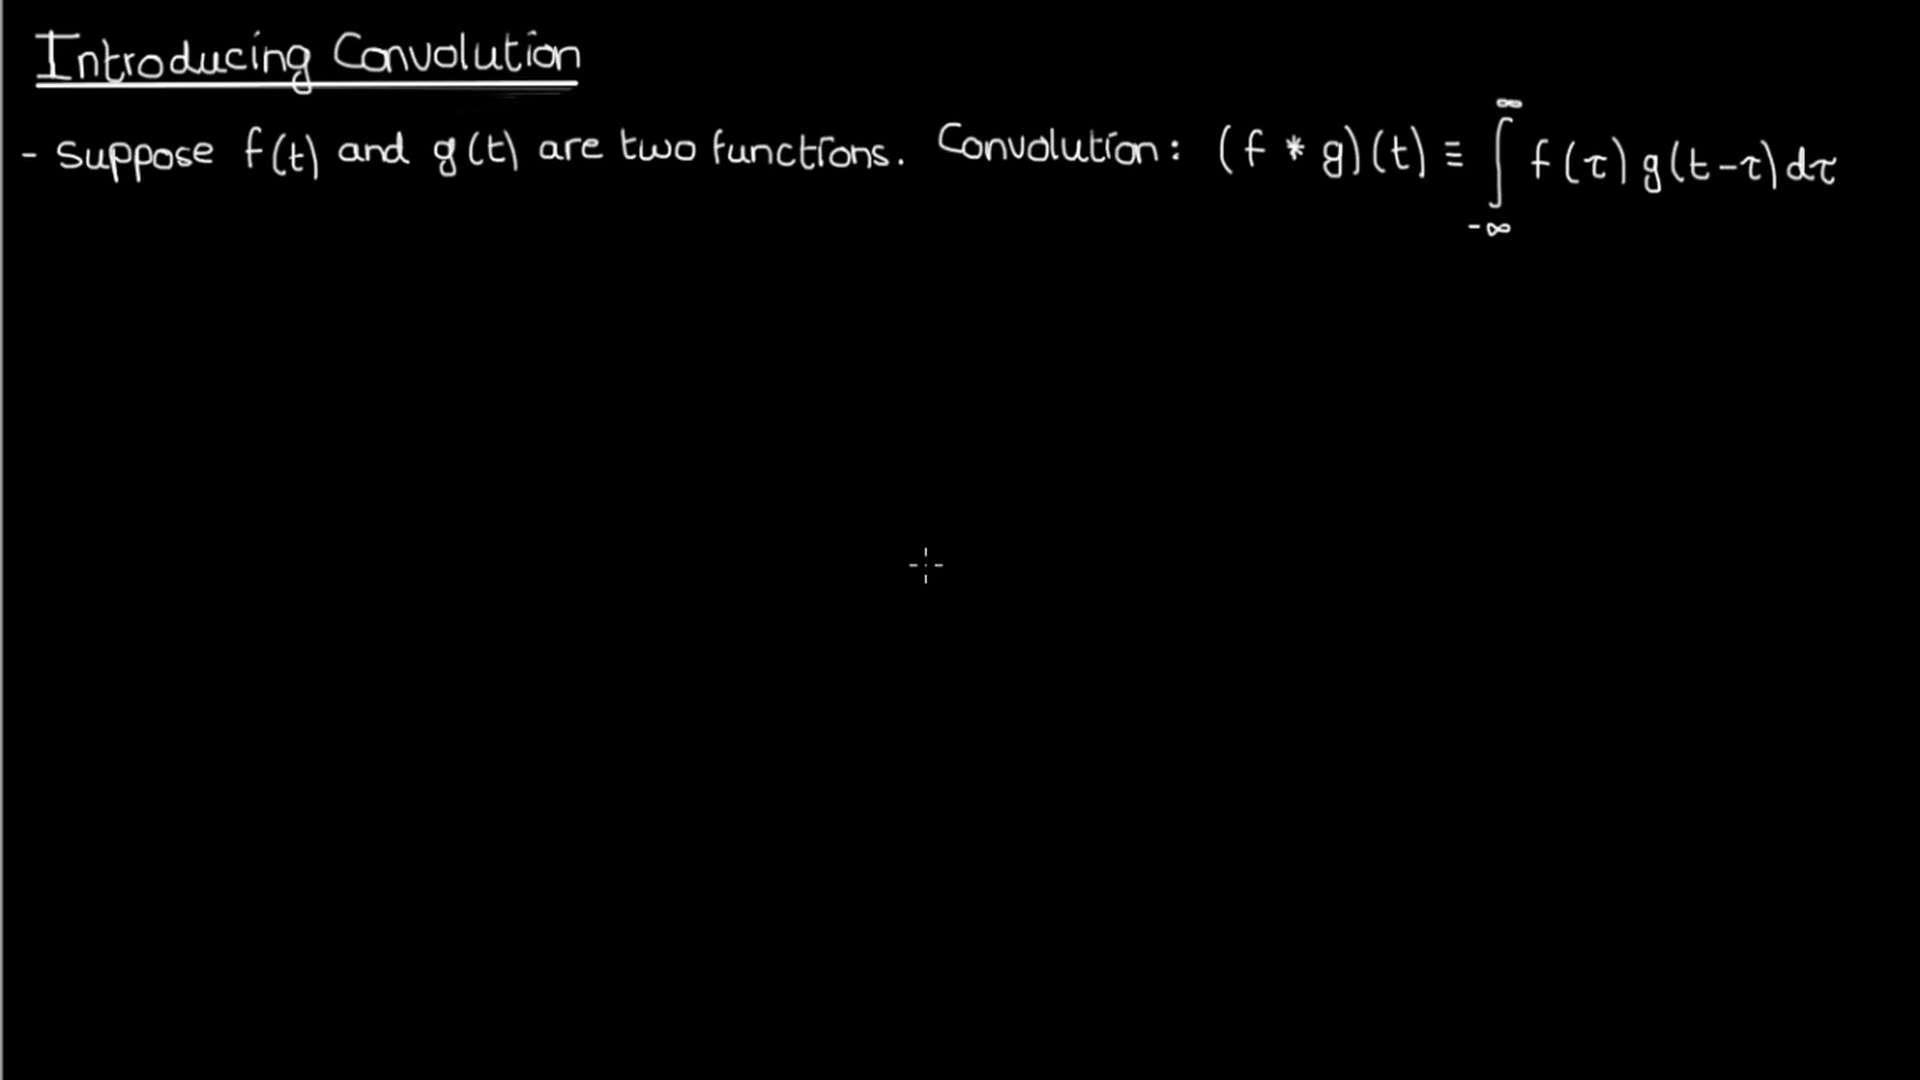 Introducing Convolution
- Suppose f(t) and g(t) are two functions. Convolution: (f * g)(t) ≡ ∫_{-∞}^{∞} f(τ) g(t-τ) dτ